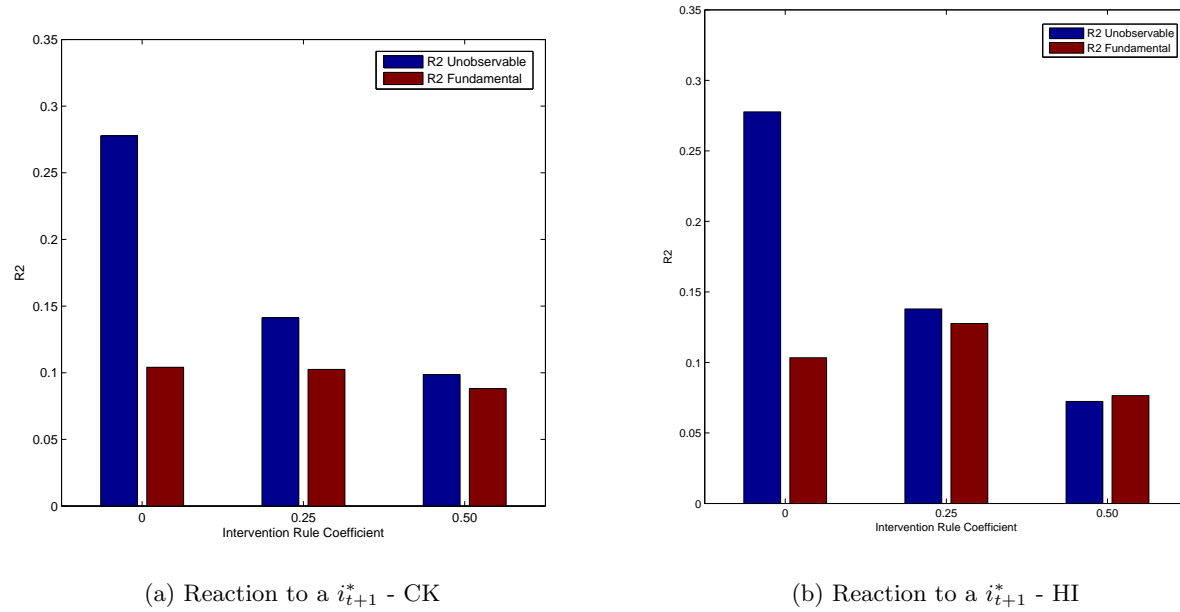 0.35
0.3
0.25
0.2
0.15
0.1
0.05
0
R2
R2 Unobservable
R2 Fundamental
0 0.25 0.50
Intervention Rule Coefficient
(a) Reaction to a $i^*_{t+1}$ - CK
0.35
0.3
0.25
0.2
0.15
0.1
0.05
0
R2
R2 Unobservable
R2 Fundamental
0 0.25 0.50
Intervention Rule Coefficient
(b) Reaction to a $i^*_{t+1}$ - HI